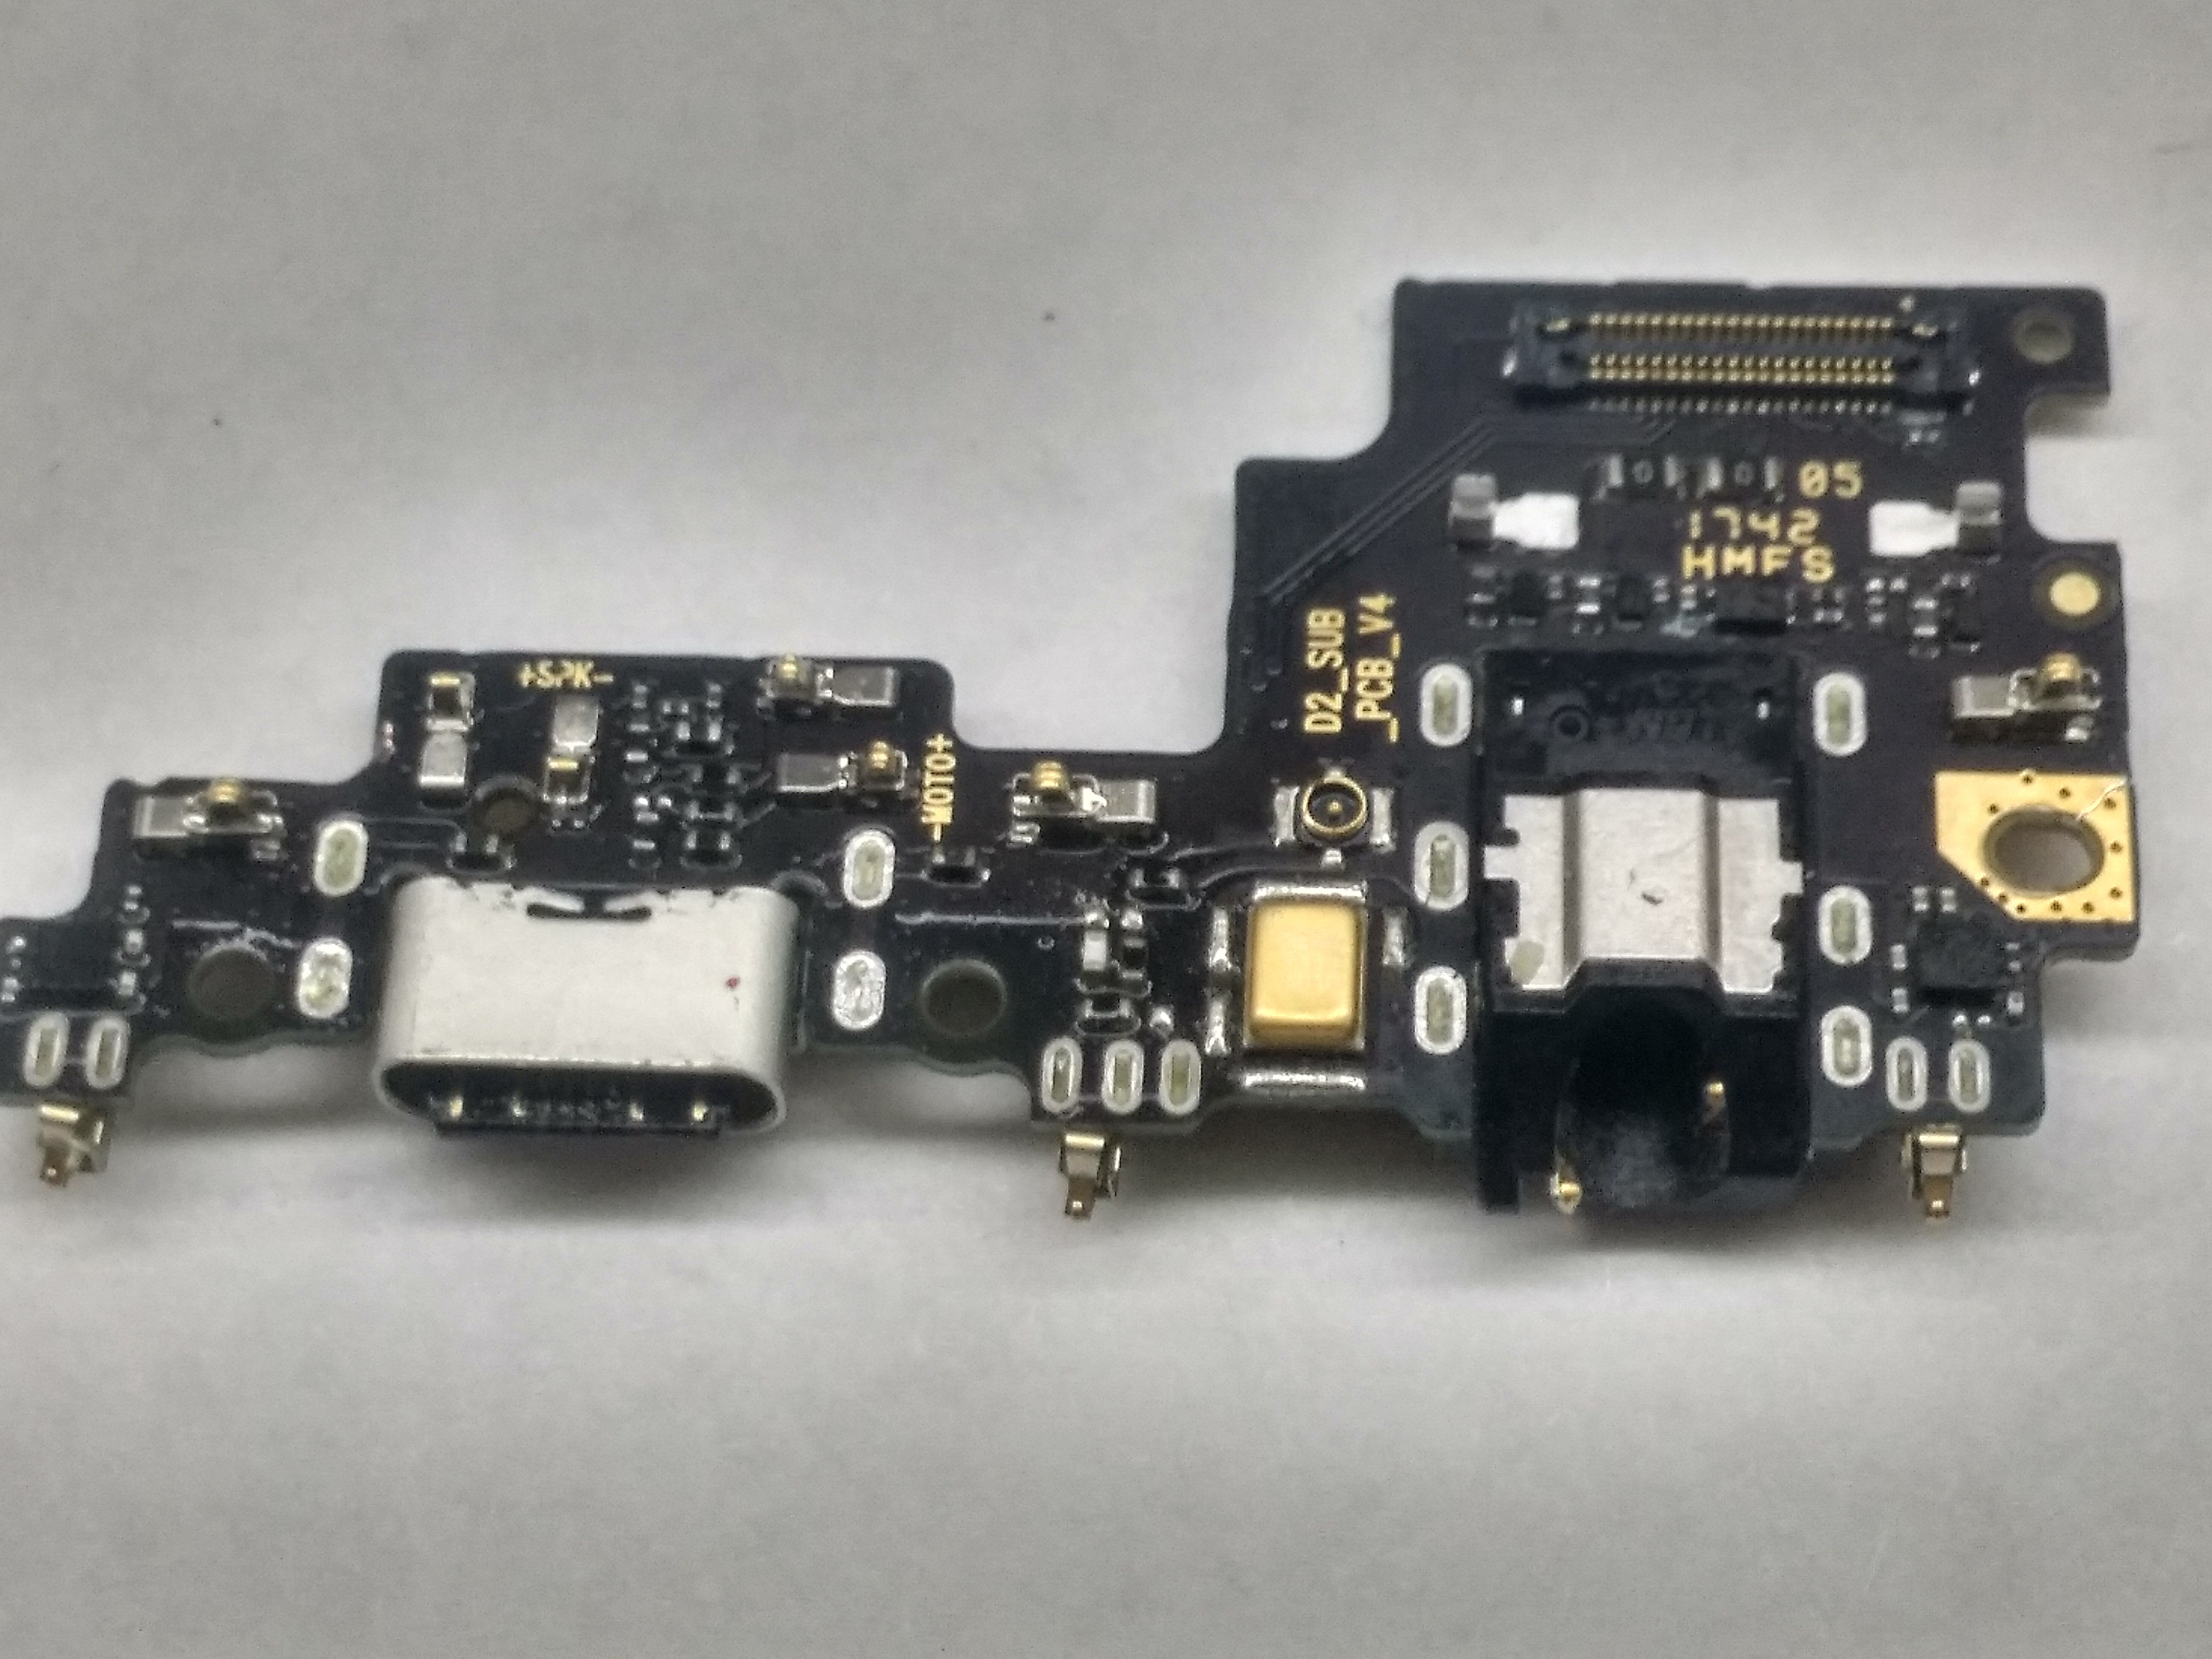 05
1742
HMFS
D2_SUB
_PCB_V4
+SPK-
-MOTO+